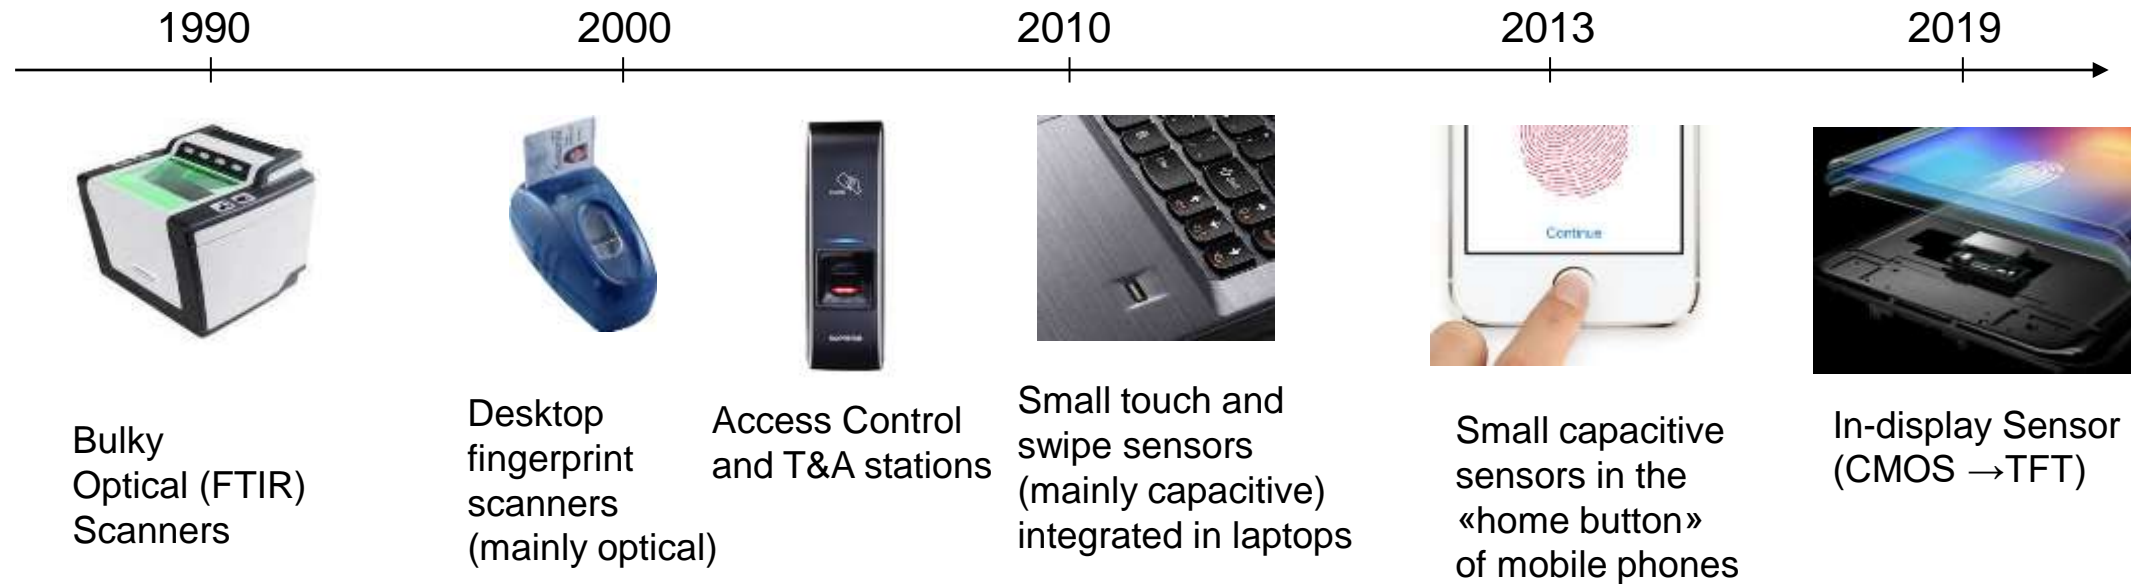 1990
2000
2010
2013
2019
Bulky
Optical (FTIR)
Scanners
Desktop
fingerprint
scanners
(mainly optical)
Access Control
and T&A stations
Small touch and
swipe sensors
(mainly capacitive)
integrated in laptops
Continue
Small capacitive
sensors in the
«home button»
of mobile phones
In-display Sensor
(CMOS →TFT)